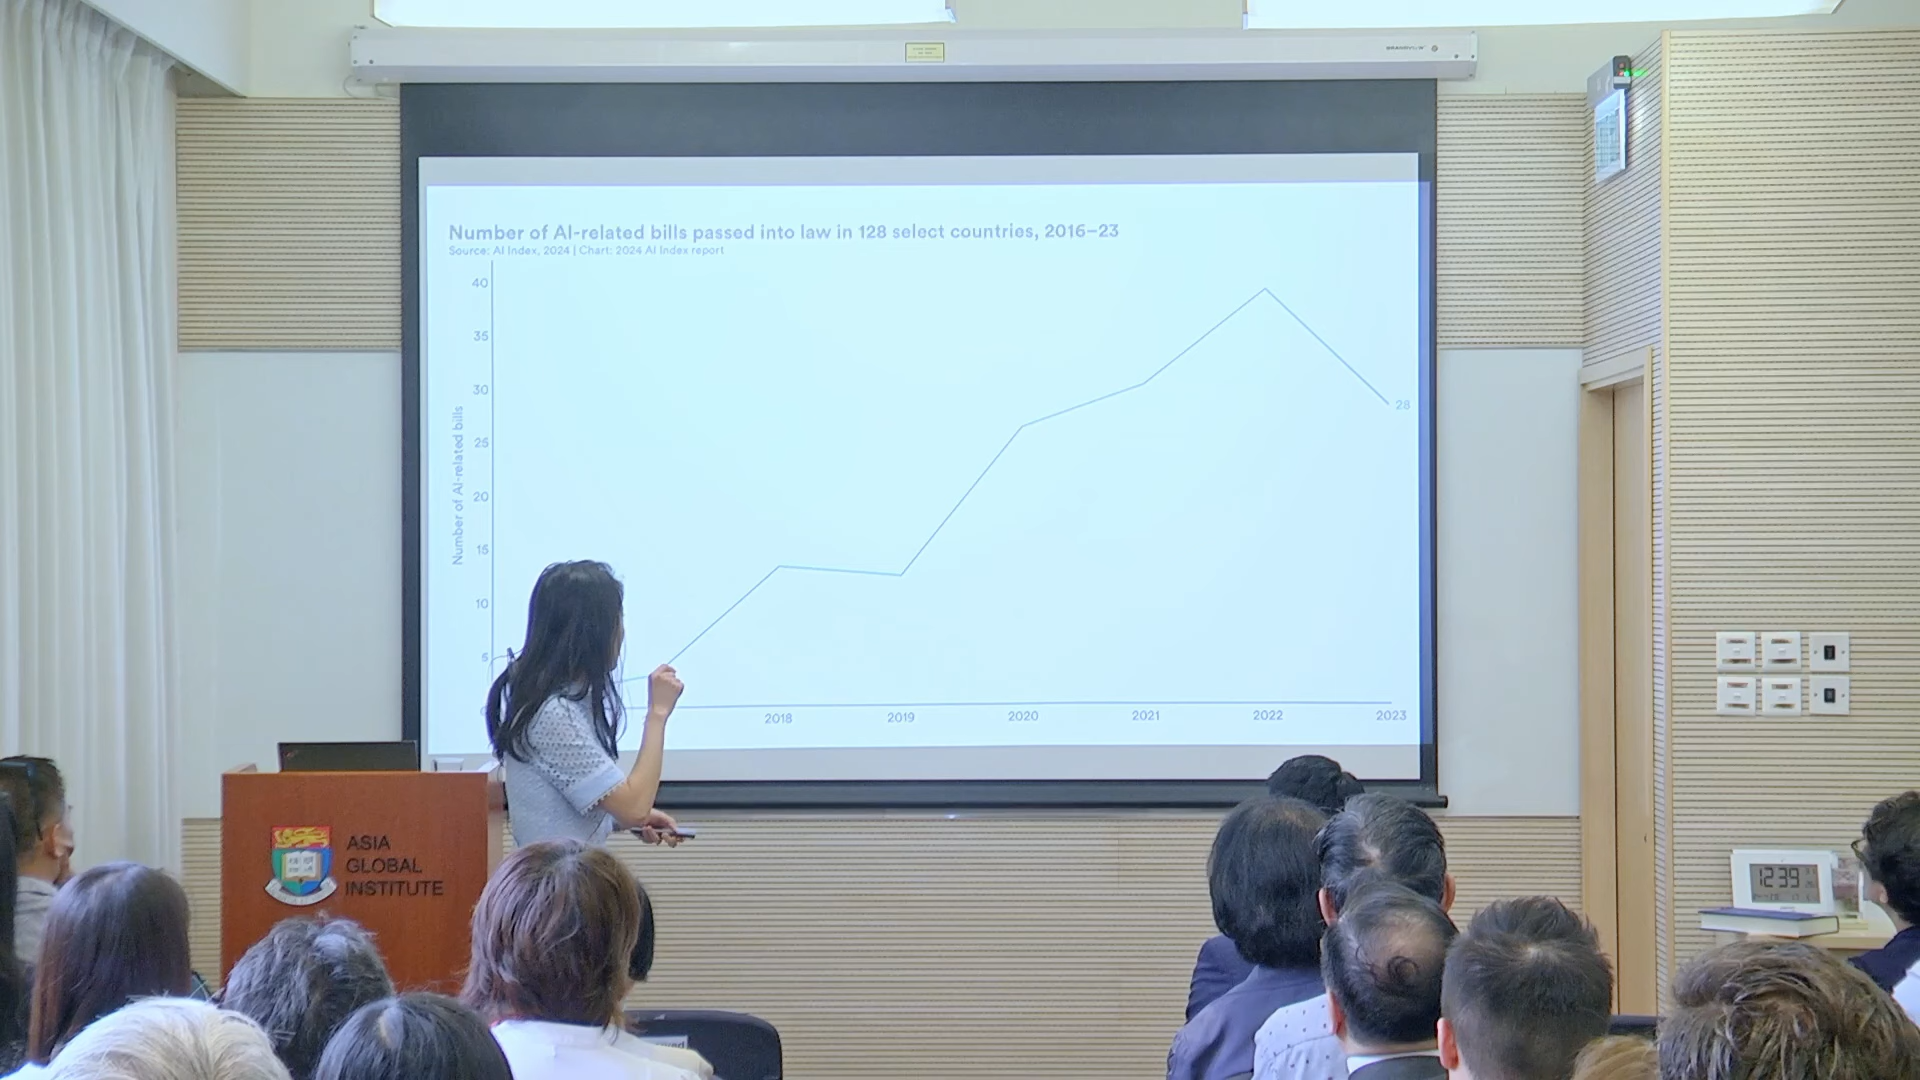 Number of AI-related bills passed into law in 128 select countries, 2016–23
Source: AI Index, 2024 | Chart: 2024 AI Index report
Number of AI-related bills
40
35
30
25
20
15
10
5
28
2018
2019
2020
2021
2022
2023
ASIA
GLOBAL
INSTITUTE
12:39